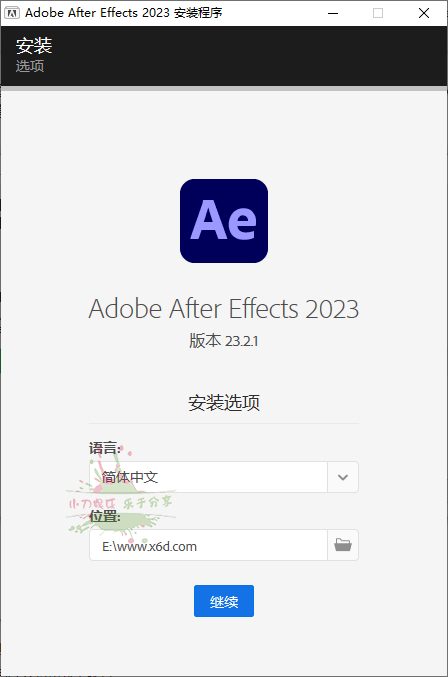 Adobe After Effects 2023 安装程序
安装
选项
Ae
Adobe After Effects 2023
版本 23.2.1
安装选项
语言:
简体中文
小刀娱乐 乐于分享
位置:
E:\www.x6d.com
继续